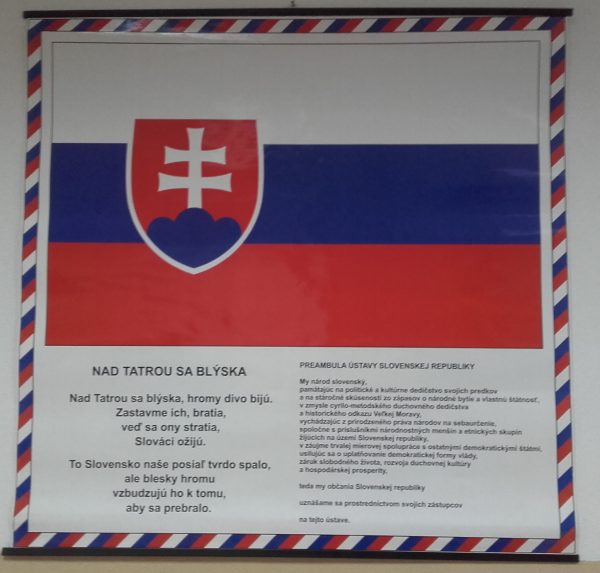 NAD TATROU SA BLÝSKA
Nad Tatrou sa blýska, hromy divo bijú.
Zastavme ich, bratia,
veď sa ony stratia,
Slováci ožijú.
To Slovensko naše posiaľ tvrdo spalo,
ale blesky hromu
vzbudzujú ho k tomu,
aby sa prebralo.
PREAMBULA ÚSTAVY SLOVENSKEJ REPUBLIKY
My národ slovenský,
pamätajúc na politické a kultúrne dedičstvo svojich predkov
a na stáročné skúsenosti zo zápasov o národné bytie a vlastnú štátnosť,
v zmysle cyrilo-metodského duchovného dedičstva
a historického odkazu Veľkej Moravy,
vychádzajúc z prirodzeného práva národov na sebaurčenie,
spoločne s príslušníkmi národnostných menšín a etnických skupín
žijúcich na území Slovenskej republiky,
v záujme trvalej mierovej spolupráce s ostatnými demokratickými štátmi,
usilujúc sa o uplatňovanie demokratickej formy vlády,
záruk slobodného života, rozvoja duchovnej kultúry
a hospodárskej prosperity,
teda my občania Slovenskej republiky
uznášame sa prostredníctvom svojich zástupcov
na tejto ústave.